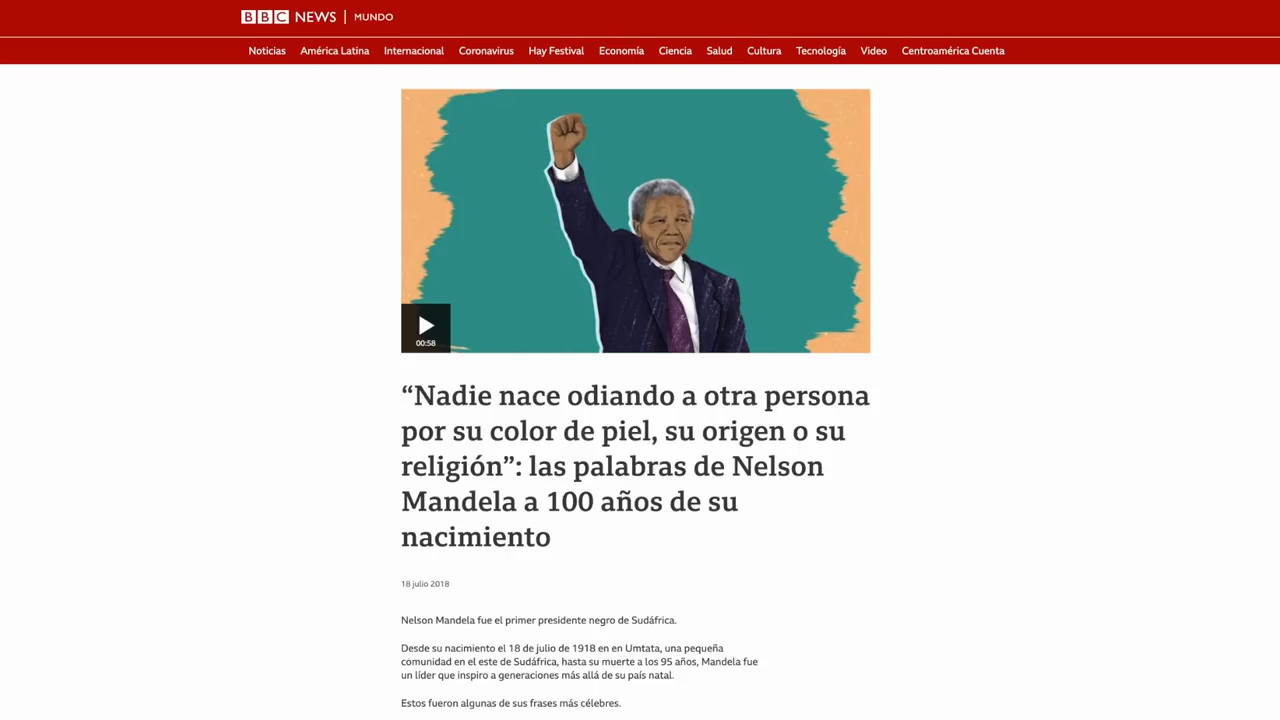 BBC NEWS | MUNDO
Noticias América Latina Internacional Coronavirus Hay Festival Economía Ciencia Salud Cultura Tecnología Video Centroamérica Cuenta
00:58
“Nadie nace odiando a otra persona
por su color de piel, su origen o su
religión”: las palabras de Nelson
Mandela a 100 años de su
nacimiento
18 julio 2018
Nelson Mandela fue el primer presidente negro de Sudáfrica.
Desde su nacimiento el 18 de julio de 1918 en en Umtata, una pequeña
comunidad en el este de Sudáfrica, hasta su muerte a los 95 años, Mandela fue
un líder que inspiro a generaciones más allá de su país natal.
Estos fueron algunas de sus frases más célebres.